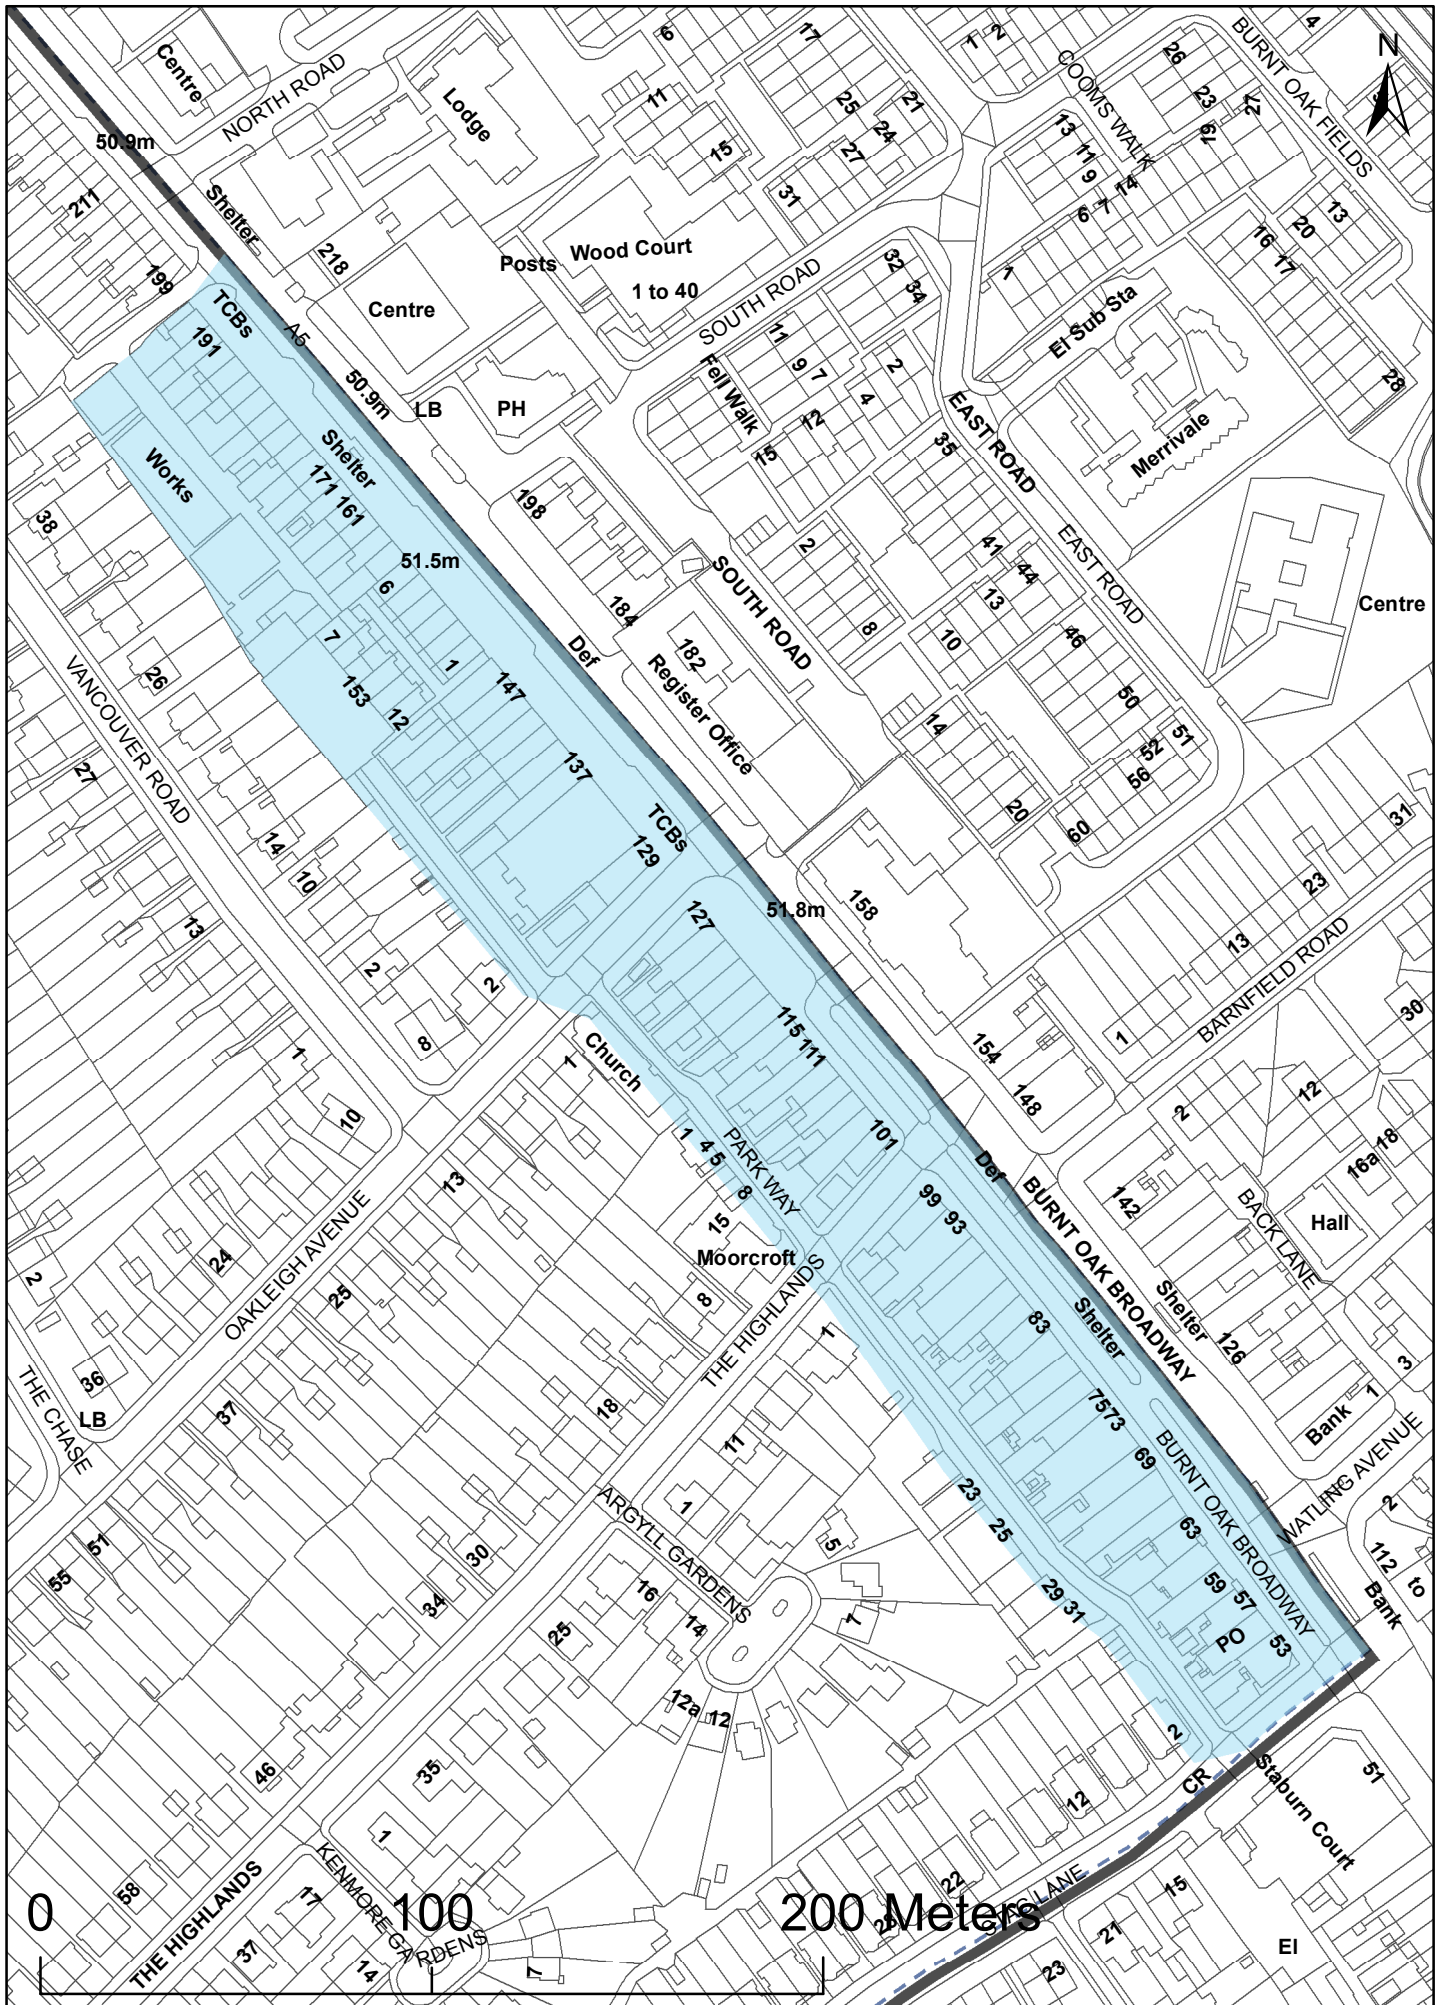 6
17
1
2
4
BURNT OAK FIELDS
N
Centre
NORTH ROAD
Lodge
11
25
21
COOMS WALK
26
23
27
50.9m
15
27
24
13
11
9
19
211
Shelter
31
6
7
14
13
20
16
17
218
Posts
Wood Court
1 to 40
SOUTH ROAD
32
34
1
199
TCBs
191
A5
Centre
11
9
7
2
El Sub Sta
50.9m
LB
PH
Fell Walk
4
12
15
28
EAST ROAD
35
Merrivale
Shelter
Works
171
161
198
38
51.5m
2
41
44
EAST ROAD
6
SOUTH ROAD
13
Centre
184
8
10
46
7
1
Def
182
Register Office
VANCOUVER ROAD
26
153
12
147
50
14
51
52
56
27
137
TCBs
129
20
60
31
14
10
158
23
127
51.8m
13
2
2
13
BARNFIELD ROAD
8
115
111
154
1
30
1
Church
1
148
12
10
2
1
4
5
PARK WAY
101
Def
16a
18
13
8
99
93
BURNT OAK BROADWAY
142
BACK LANE
Hall
15
Moorcroft
24
OAKLEIGH AVENUE
2
25
8
THE HIGHLANDS
83
Shelter
Shelter
126
1
3
36
LB
THE CHASE
37
18
11
75
73
Bank
1
69
BURNT OAK BROADWAY
WATLING AVENUE
23
25
1
ARGYLL GARDENS
5
63
2
51
55
30
34
16
14
1
29
31
59
57
112 to
Bank
25
PO
53
12a
12
2
46
35
CR
Staburn Court
51
12
1
58
THE HIGHLANDS
17
KENMORE GARDENS
22
15
STAG LANE
0
100
200 Meters
37
14
7
21
23
El